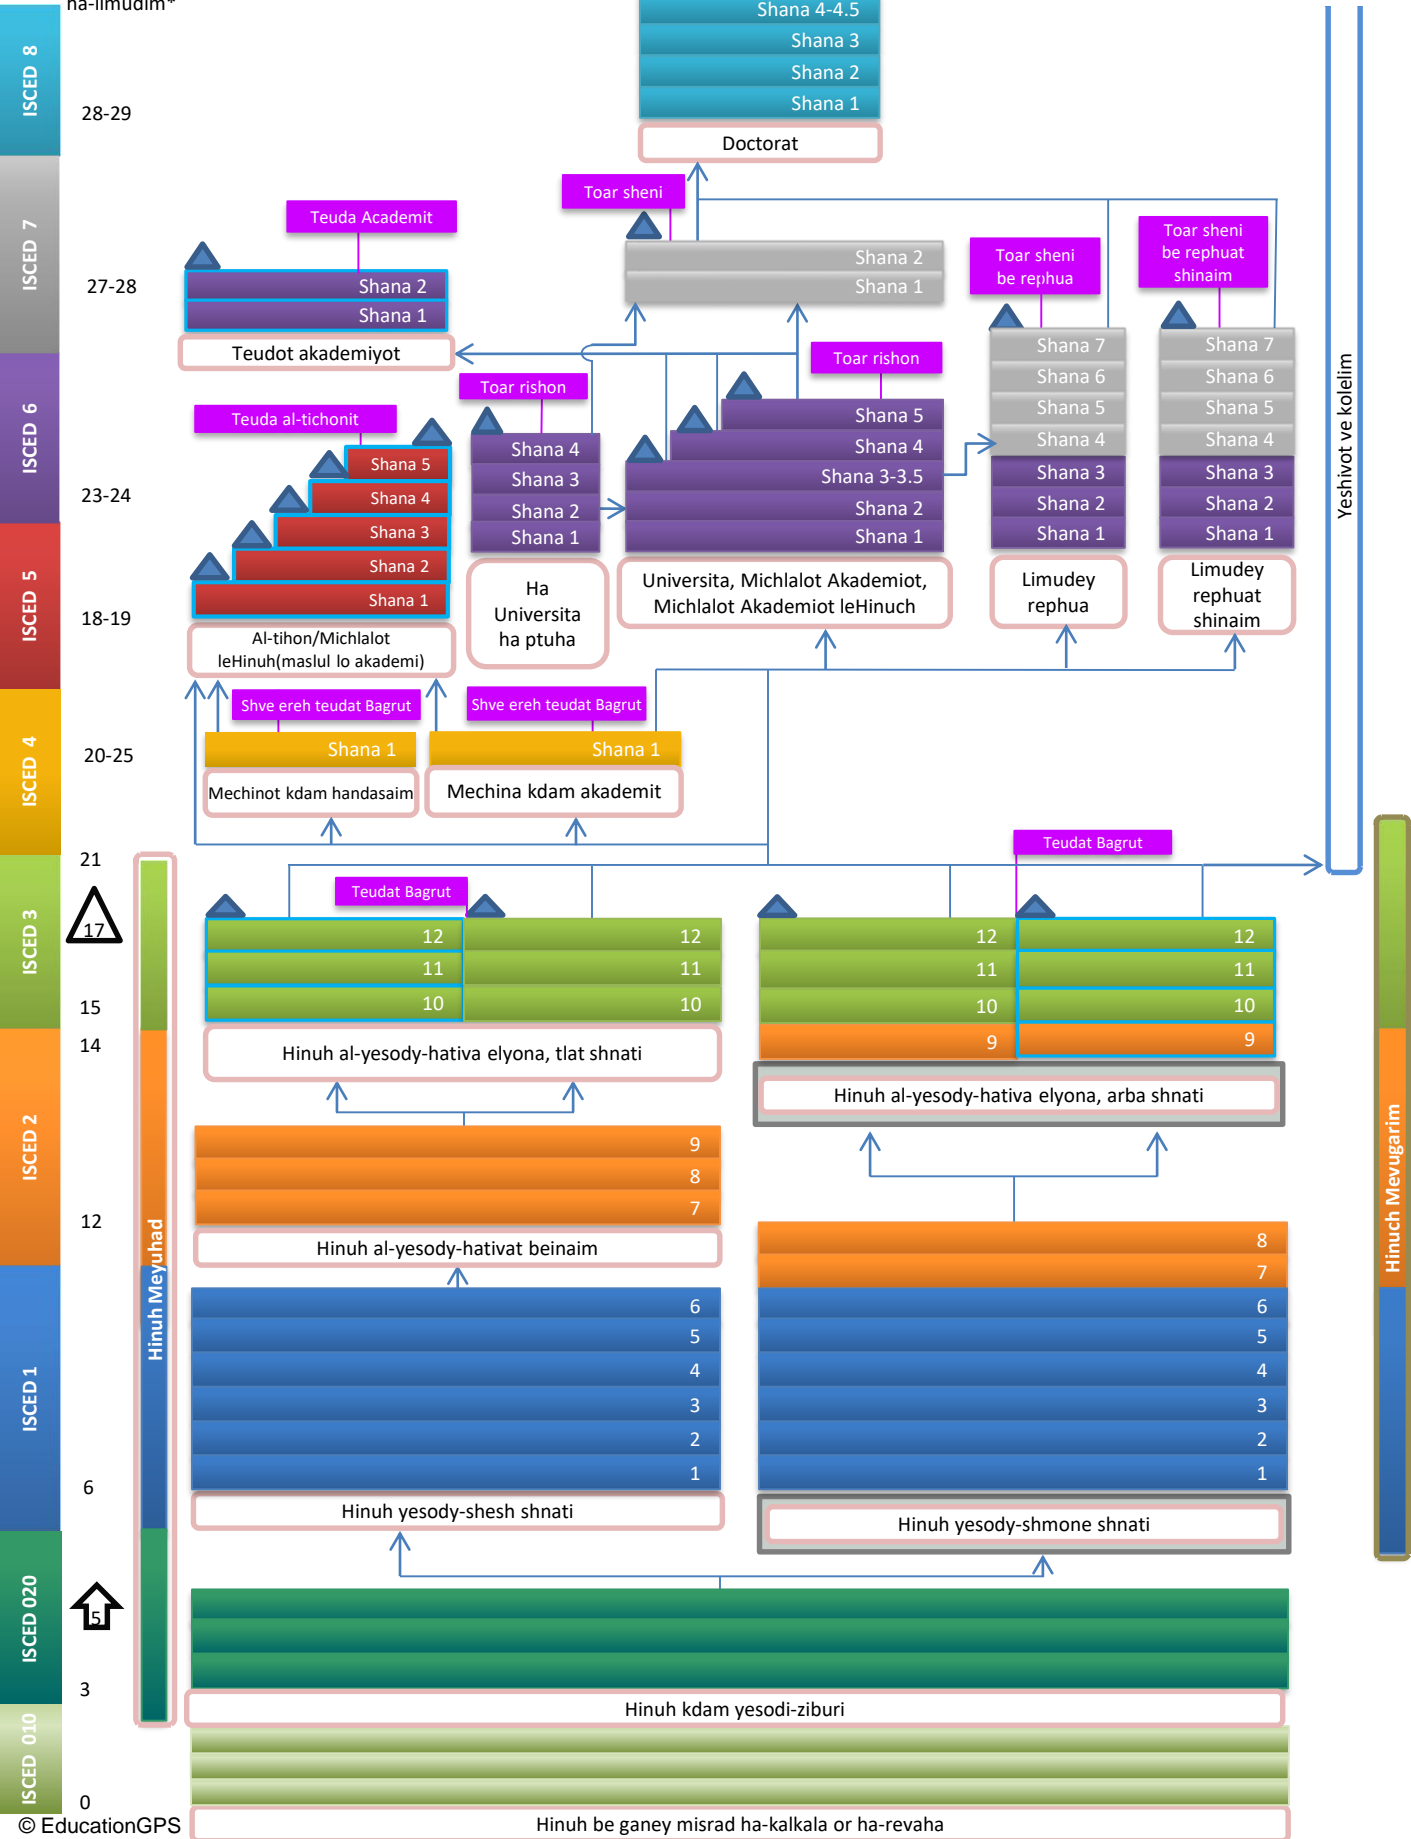 ha-limudim*
ISCED 8
28-29
Shana 4-4.5
Shana 3
Shana 2
Shana 1
Doctorat
ISCED 7
27-28
Teuda Academit
Shana 2
Shana 1
Teudot akademiyot
Toar sheni
Shana 2
Shana 1
Toar sheni
be rephua
Toar sheni
be rephuat
shinaim
Shana 7
Shana 6
Shana 5
Shana 4
Shana 3
Shana 2
Shana 1
Limudey
rephua
Shana 7
Shana 6
Shana 5
Shana 4
Shana 3
Shana 2
Shana 1
Limudey
rephuat
shinaim
Yeshivot ve kolelim
ISCED 6
23-24
Teuda al-tichonit
Shana 5
Shana 4
Shana 3
Shana 2
Shana 1
Al-tihon/Michlalot
leHinuh(maslul lo akademi)
Toar rishon
Shana 4
Shana 3
Shana 2
Shana 1
Ha
Universita
ha ptuha
Toar rishon
Shana 5
Shana 4
Shana 3-3.5
Shana 2
Shana 1
Universita, Michlalot Akademiot,
Michlalot Akademiot leHinuch
ISCED 5
18-19
ISCED 4
20-25
Shve ereh teudat Bagrut
Shana 1
Mechinot kdam handasaim
Shve ereh teudat Bagrut
Shana 1
Mechina kdam akademit
21
ISCED 3
17
15
Teudat Bagrut
12
11
10
12
11
10
Hinuh al-yesody-hativa elyona, tlat shnati
Teudat Bagrut
12
11
10
9
12
11
10
9
Hinuh al-yesody-hativa elyona, arba shnati
14
ISCED 2
12
9
8
7
Hinuh al-yesody-hativat beinaim
Hinuh Meyuhad
Hinuch Mevugarim
ISCED 1
6
6
5
4
3
2
1
Hinuh yesody-shesh shnati
8
7
6
5
4
3
2
1
Hinuh yesody-shmone shnati
ISCED 020
5
3
Hinuh kdam yesodi-ziburi
ISCED 010
0
Hinuh be ganey misrad ha-kalkala or ha-revaha
© EducationGPS